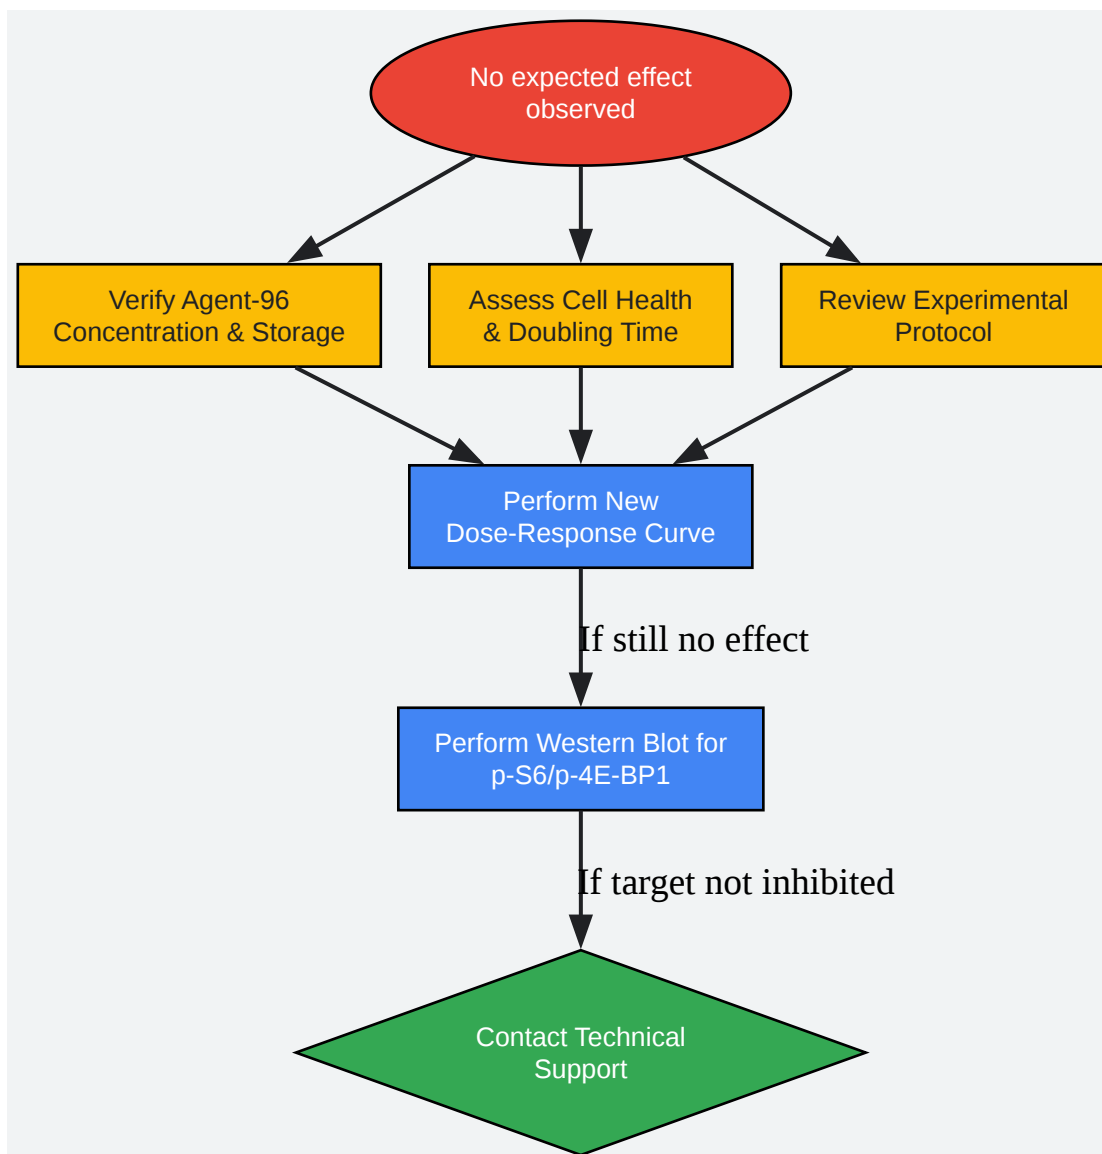 No expected effect
observed
Verify Agent-96
Concentration & Storage
Assess Cell Health
& Doubling Time
Review Experimental
Protocol
Perform New
Dose-Response Curve
If still no effect
Perform Western Blot for
p-S6/p-4E-BP1
If target not inhibited
Contact Technical
Support